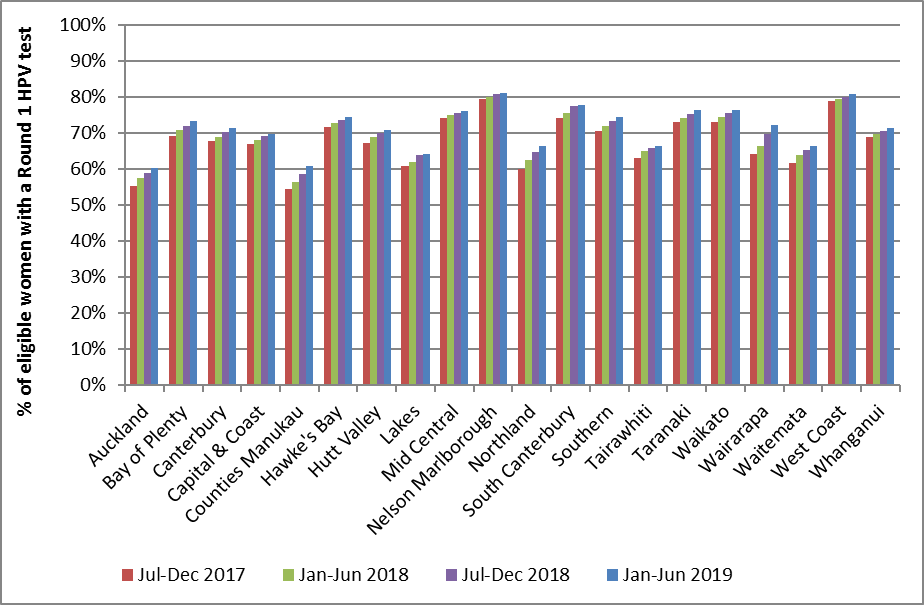 % of eligible women with a Round 1 HPV test
100%
90%
80%
70%
60%
50%
40%
30%
20%
10%
0%
Auckland
Bay of Plenty
Canterbury
Capital & Coast
Counties Manukau
Hawke's Bay
Hutt Valley
Lakes
Mid Central
Nelson Marlborough
Northland
South Canterbury
Southern
Tairawhiti
Taranaki
Waikato
Wairarapa
Waitemata
West Coast
Whanganui
Jul-Dec 2017 Jan-Jun 2018 Jul-Dec 2018 Jan-Jun 2019